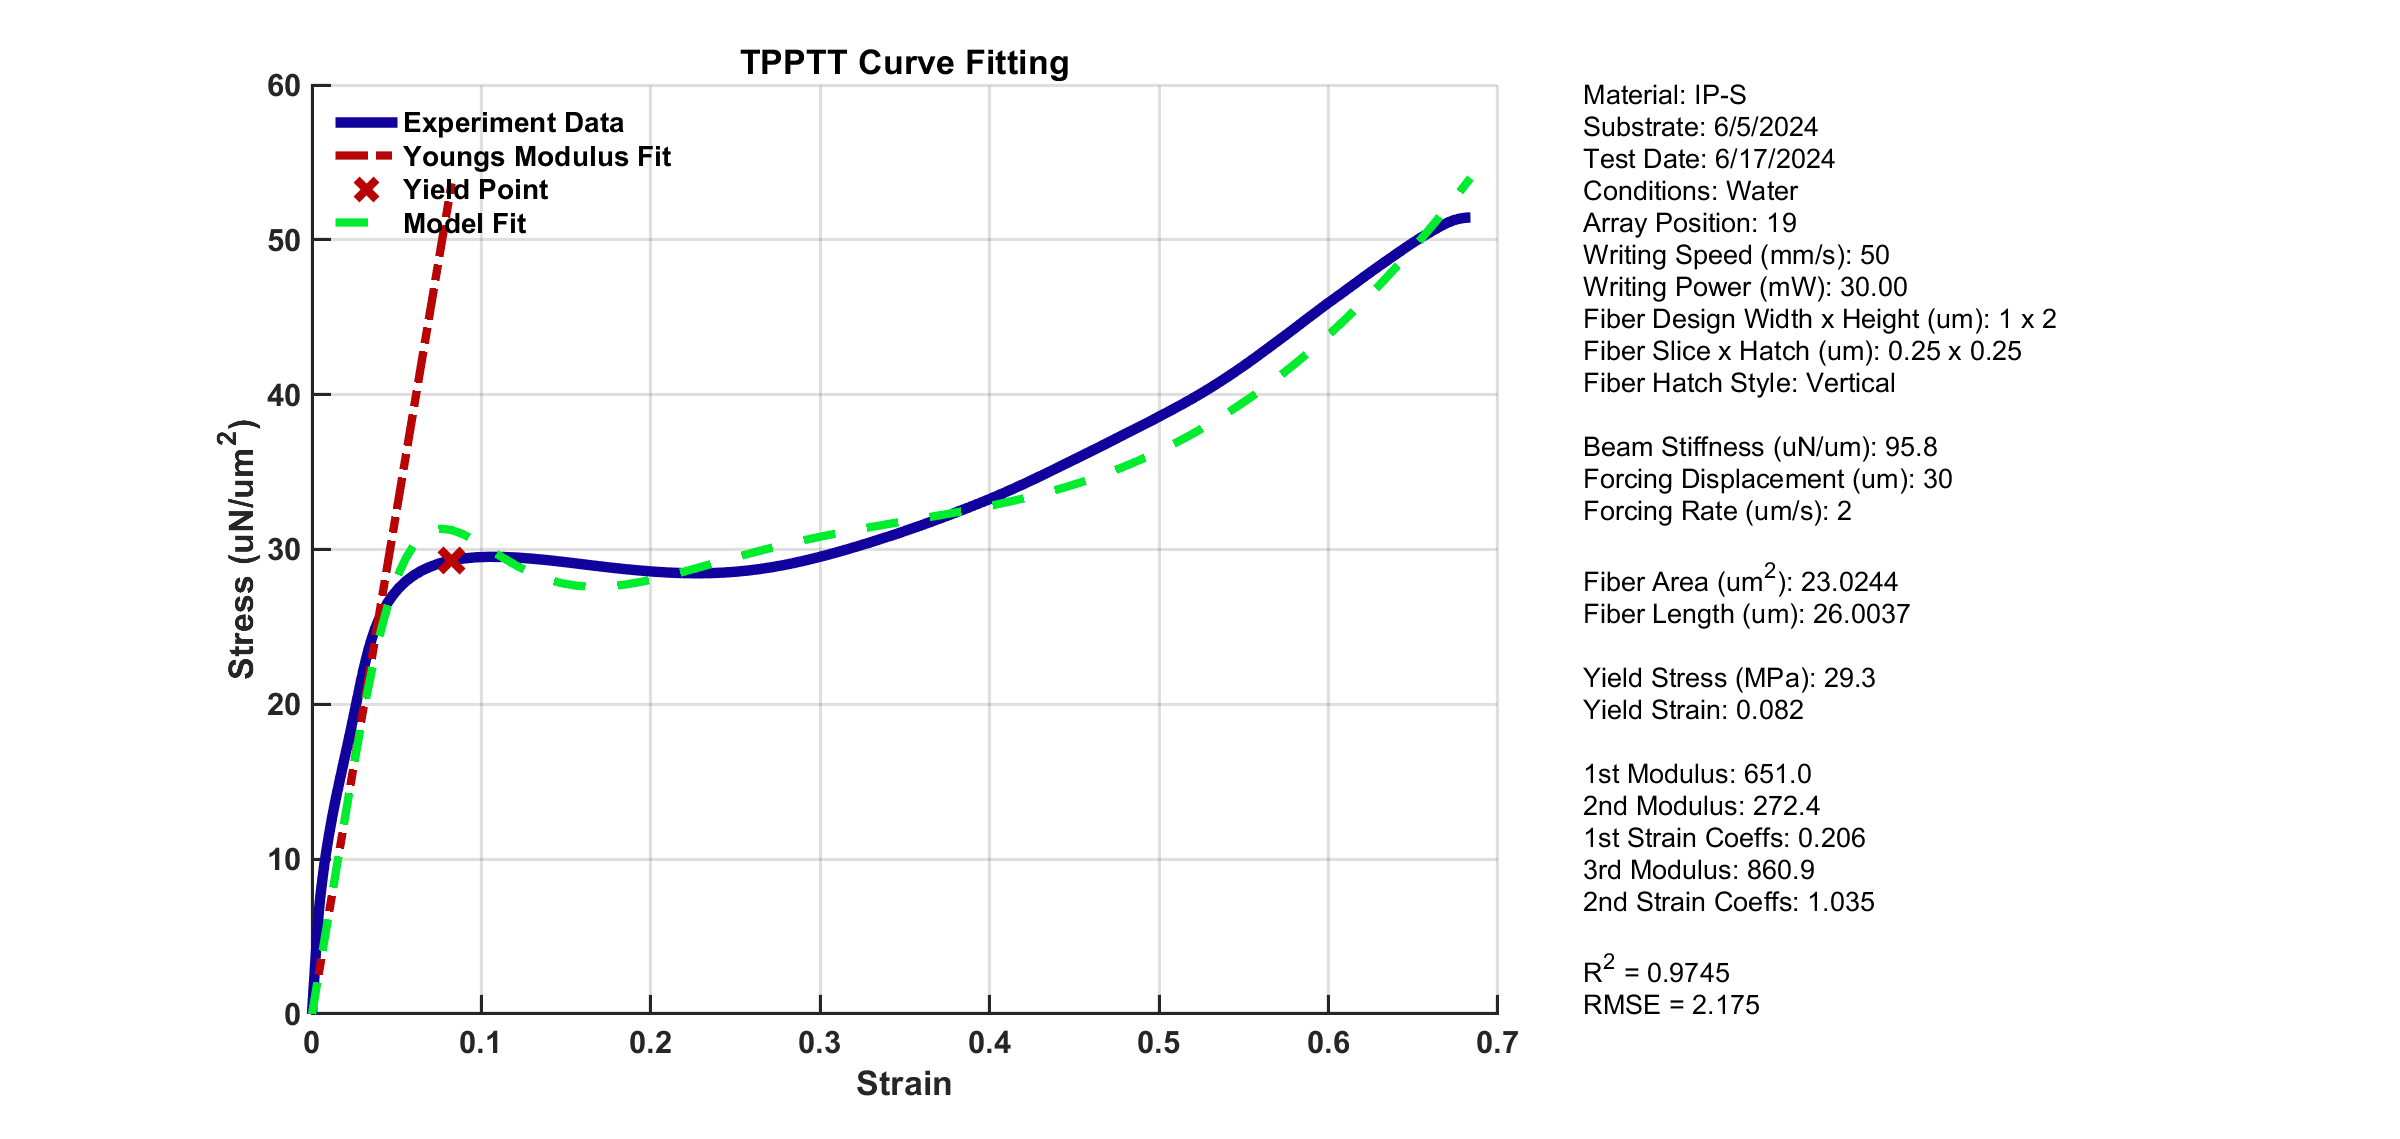 TPPTT Curve Fitting
60
50
40
30
20
10
0
Stress (uN/um²)
Experiment Data
Youngs Modulus Fit
Yield Point
Model Fit
0 0.1 0.2 0.3 0.4 0.5 0.6 0.7
Strain
Material: IP-S
Substrate: 6/5/2024
Test Date: 6/17/2024
Conditions: Water
Array Position: 19
Writing Speed (mm/s): 50
Writing Power (mW): 30.00
Fiber Design Width x Height (um): 1 x 2
Fiber Slice x Hatch (um): 0.25 x 0.25
Fiber Hatch Style: Vertical
Beam Stiffness (uN/um): 95.8
Forcing Displacement (um): 30
Forcing Rate (um/s): 2
Fiber Area (um²): 23.0244
Fiber Length (um): 26.0037
Yield Stress (MPa): 29.3
Yield Strain: 0.082
1st Modulus: 651.0
2nd Modulus: 272.4
1st Strain Coeffs: 0.206
3rd Modulus: 860.9
2nd Strain Coeffs: 1.035
R² = 0.9745
RMSE = 2.175